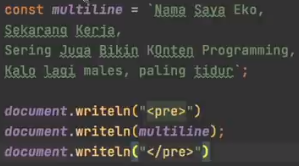 const multiline = `Nama Saya Eko,
Sekarang Kerja,
Sering Juga Bikin KOnten Programming,
Kalo lagi males, paling tidur`;
document.writeln("<pre>")
document.writeln(multiline);
document.writeln("</pre>")